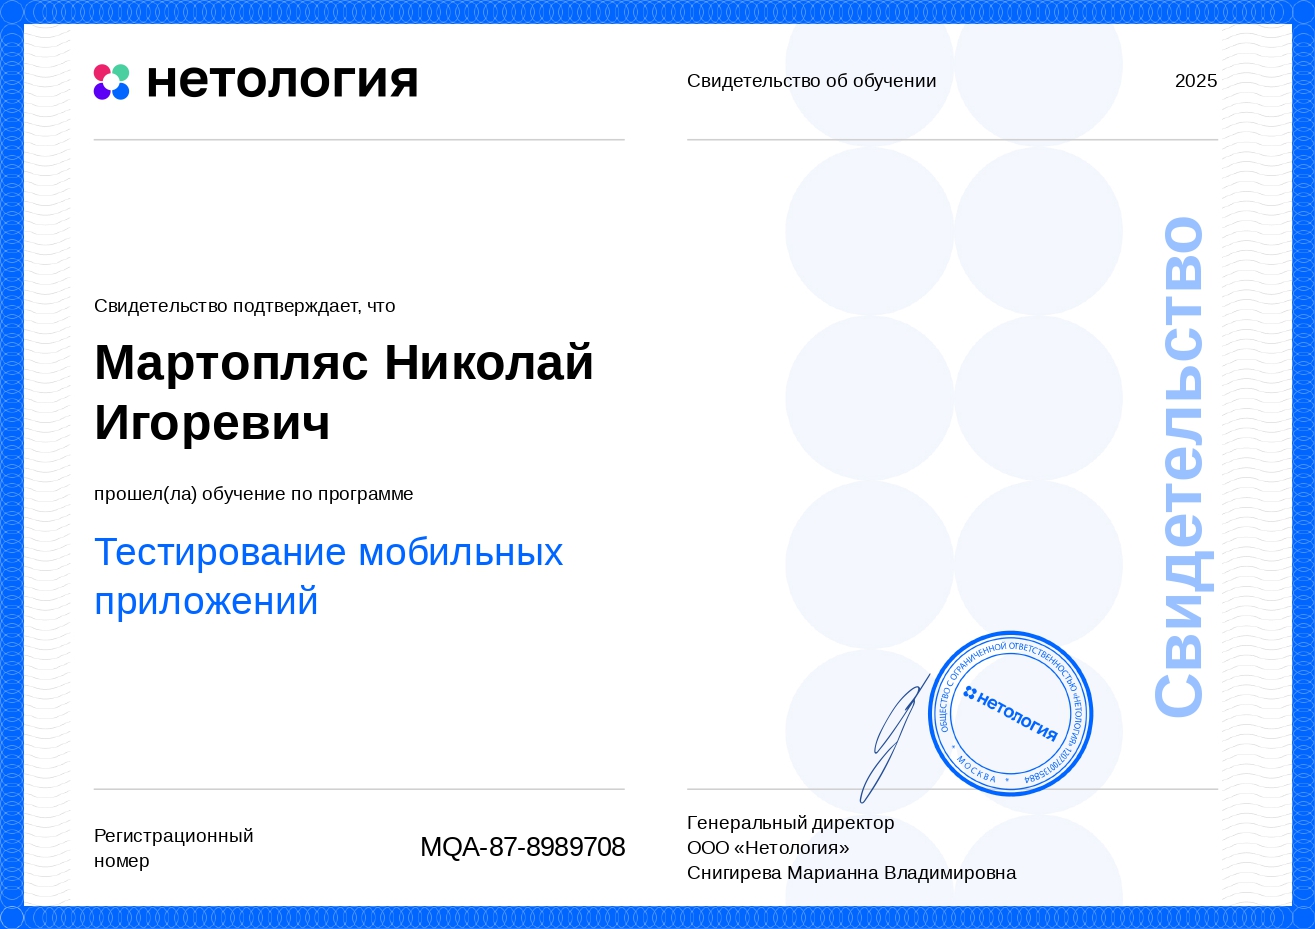 нетология
Свидетельство об обучении
2025
Свидетельство подтверждает, что
Мартопляс Николай
Игоревич
прошел(ла) обучение по программе
Тестирование мобильных
приложений
Свидетельство
ОБЩЕСТВО С ОГРАНИЧЕННОЙ ОТВЕТСТВЕННОСТЬЮ «НЕТОЛОГИЯ» 1207700135884
* МОСКВА *
нетология
Регистрационный
номер
MQA-87-8989708
Генеральный директор
ООО «Нетология»
Снигирева Марианна Владимировна